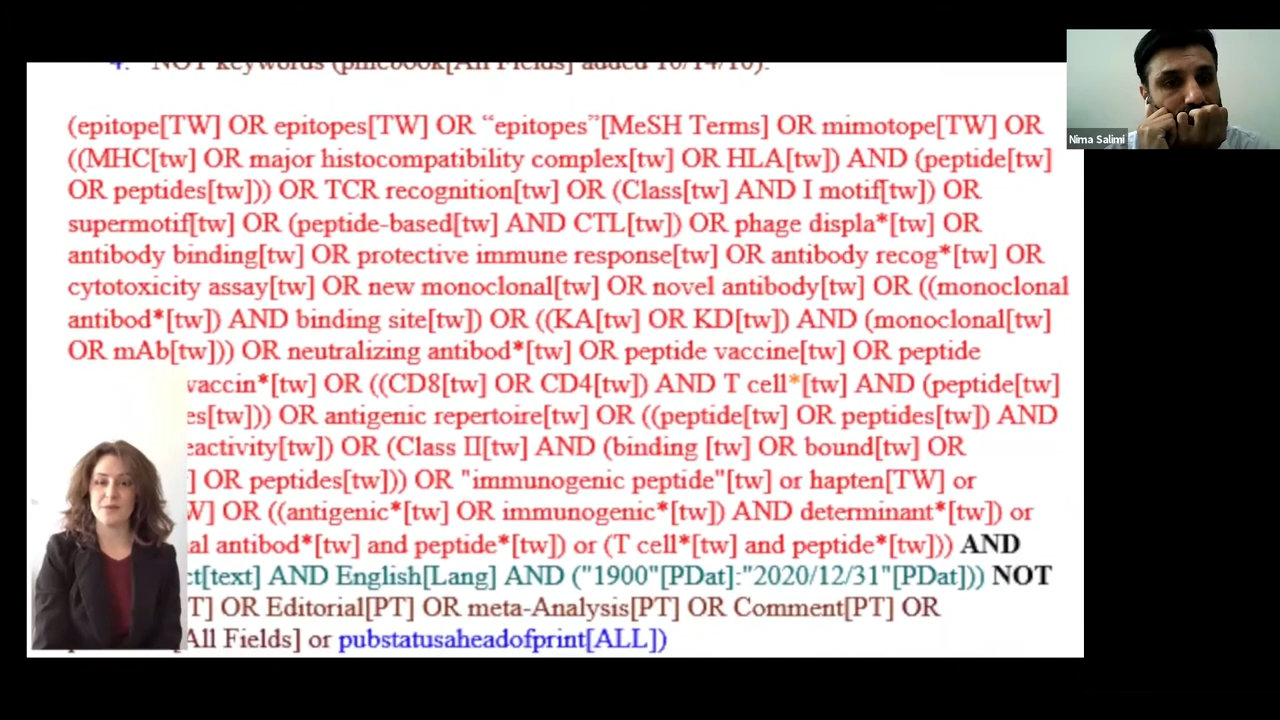 4. NOT keywords (pmcbook[All Fields] added 10/14/10).
(epitope[TW] OR epitopes[TW] OR “epitopes”[MeSH Terms] OR mimotope[TW] OR
((MHC[tw] OR major histocompatibility complex[tw] OR HLA[tw]) AND (peptide[tw]
OR peptides[tw])) OR TCR recognition[tw] OR (Class[tw] AND I motif[tw]) OR
supermotif[tw] OR (peptide-based[tw] AND CTL[tw]) OR phage displa*[tw] OR
antibody binding[tw] OR protective immune response[tw] OR antibody recog*[tw] OR
cytotoxicity assay[tw] OR new monoclonal[tw] OR novel antibody[tw] OR ((monoclonal
antibod*[tw]) AND binding site[tw]) OR ((KA[tw] OR KD[tw]) AND (monoclonal[tw]
OR mAb[tw])) OR neutralizing antibod*[tw] OR peptide vaccine[tw] OR peptide
vaccin*[tw] OR ((CD8[tw] OR CD4[tw]) AND T cell*[tw] AND (peptide[tw]
es[tw])) OR antigenic repertoire[tw] OR ((peptide[tw] OR peptides[tw]) AND
eactivity[tw]) OR (Class II[tw] AND (binding [tw] OR bound[tw] OR
] OR peptides[tw])) OR "immunogenic peptide"[tw] or hapten[TW] or
W] OR ((antigenic*[tw] OR immunogenic*[tw]) AND determinant*[tw]) or
al antibod*[tw] and peptide*[tw]) or (T cell*[tw] and peptide*[tw])) AND
ct[text] AND English[Lang] AND ("1900"[PDat]:"2020/12/31"[PDat])) NOT
T] OR Editorial[PT] OR meta-Analysis[PT] OR Comment[PT] OR
[All Fields] or pubstatusaheadofprint[ALL])
Nima Salimi